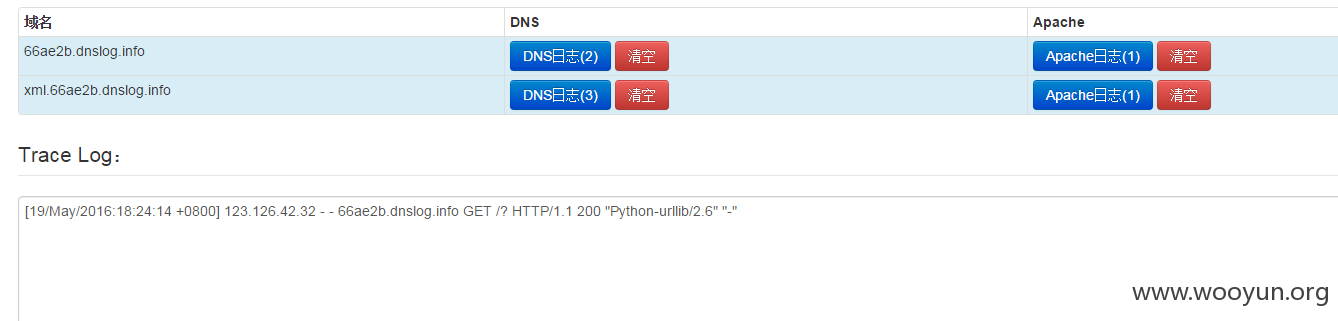 域名 DNS Apache
66ae2b.dnslog.info DNS日志(2) 清空 Apache日志(1) 清空
xml.66ae2b.dnslog.info DNS日志(3) 清空 Apache日志(1) 清空
Trace Log：
[19/May/2016:18:24:14 +0800] 123.126.42.32 - - 66ae2b.dnslog.info GET /? HTTP/1.1 200 "Python-urllib/2.6" "-"
www.wooyun.org